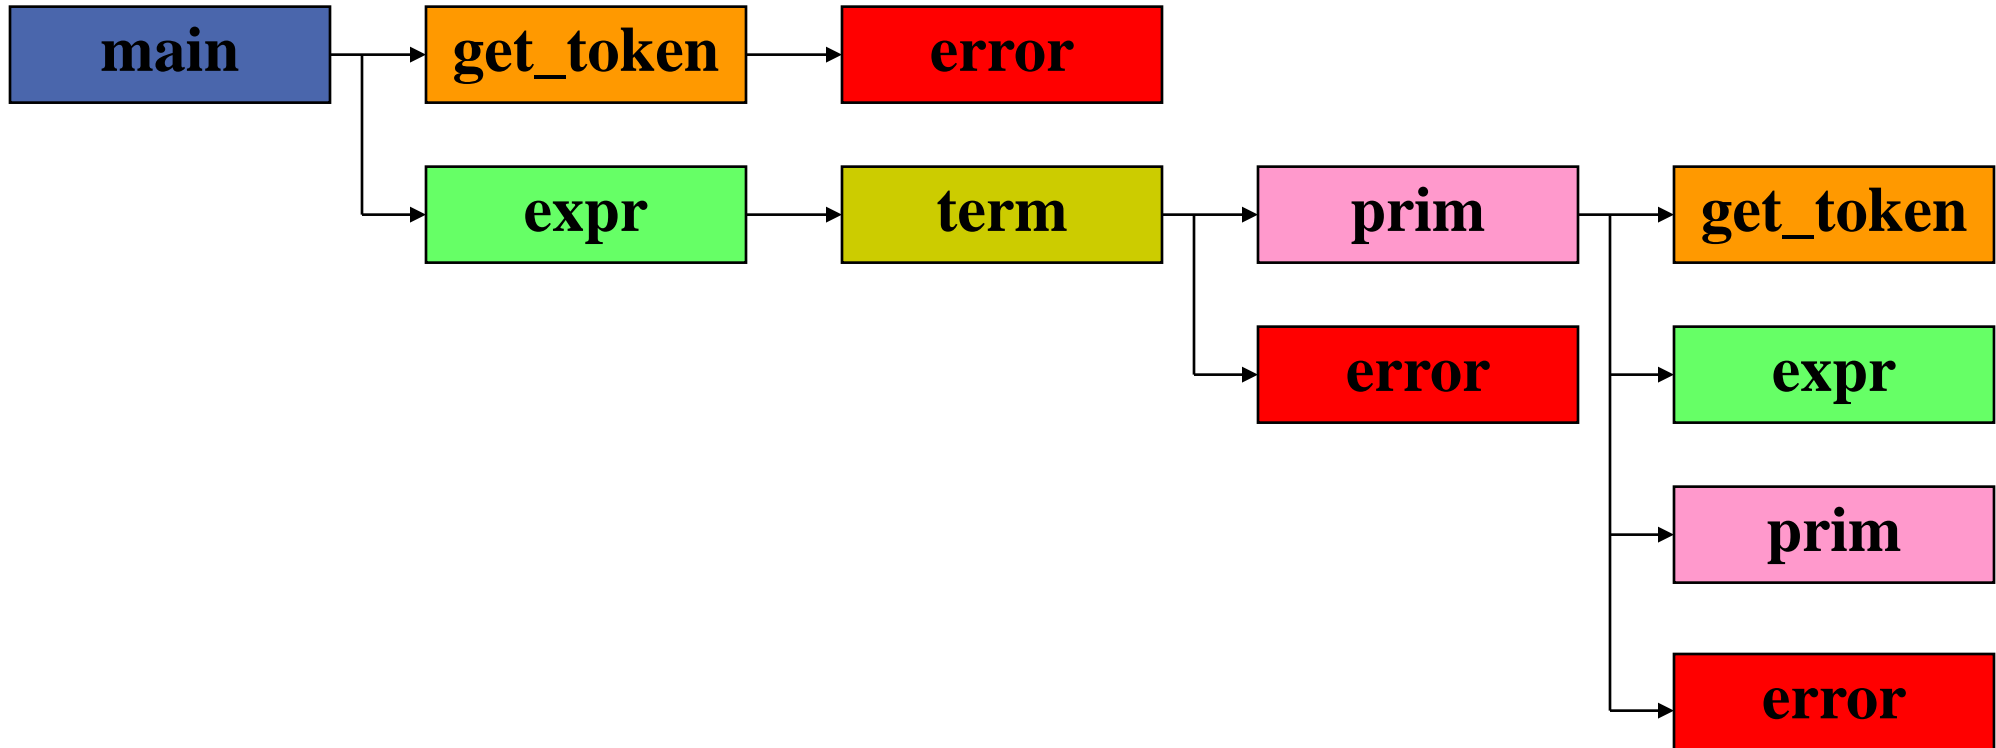 main
get_token
error
expr
term
prim
get_token
error
expr
prim
error